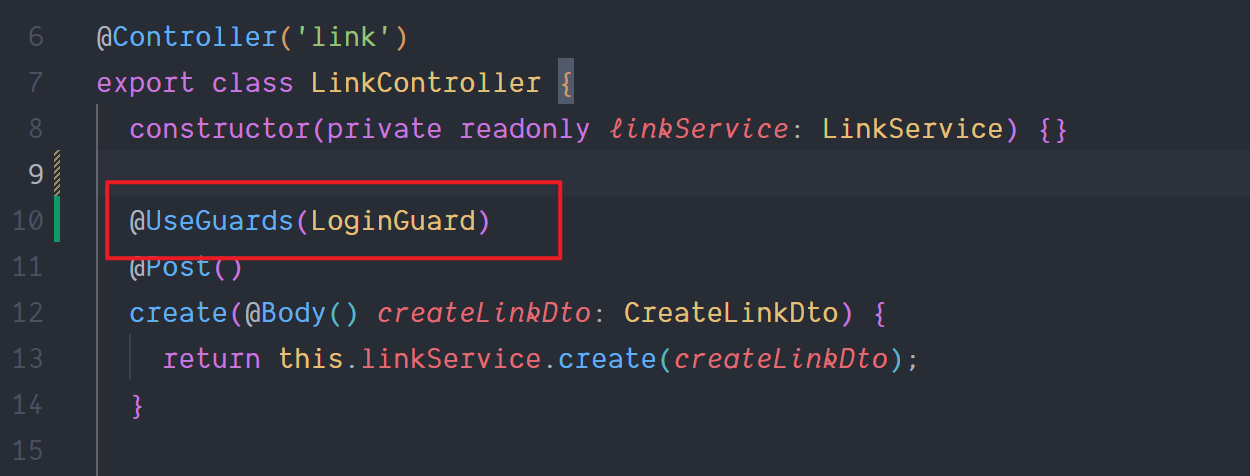 6 @Controller('link')
7 export class LinkController {
8 constructor(private readonly linkService: LinkService) {}
9
10 @UseGuards(LoginGuard)
11 @Post()
12 create(@Body() createLinkDto: CreateLinkDto) {
13 return this.linkService.create(createLinkDto);
14 }
15